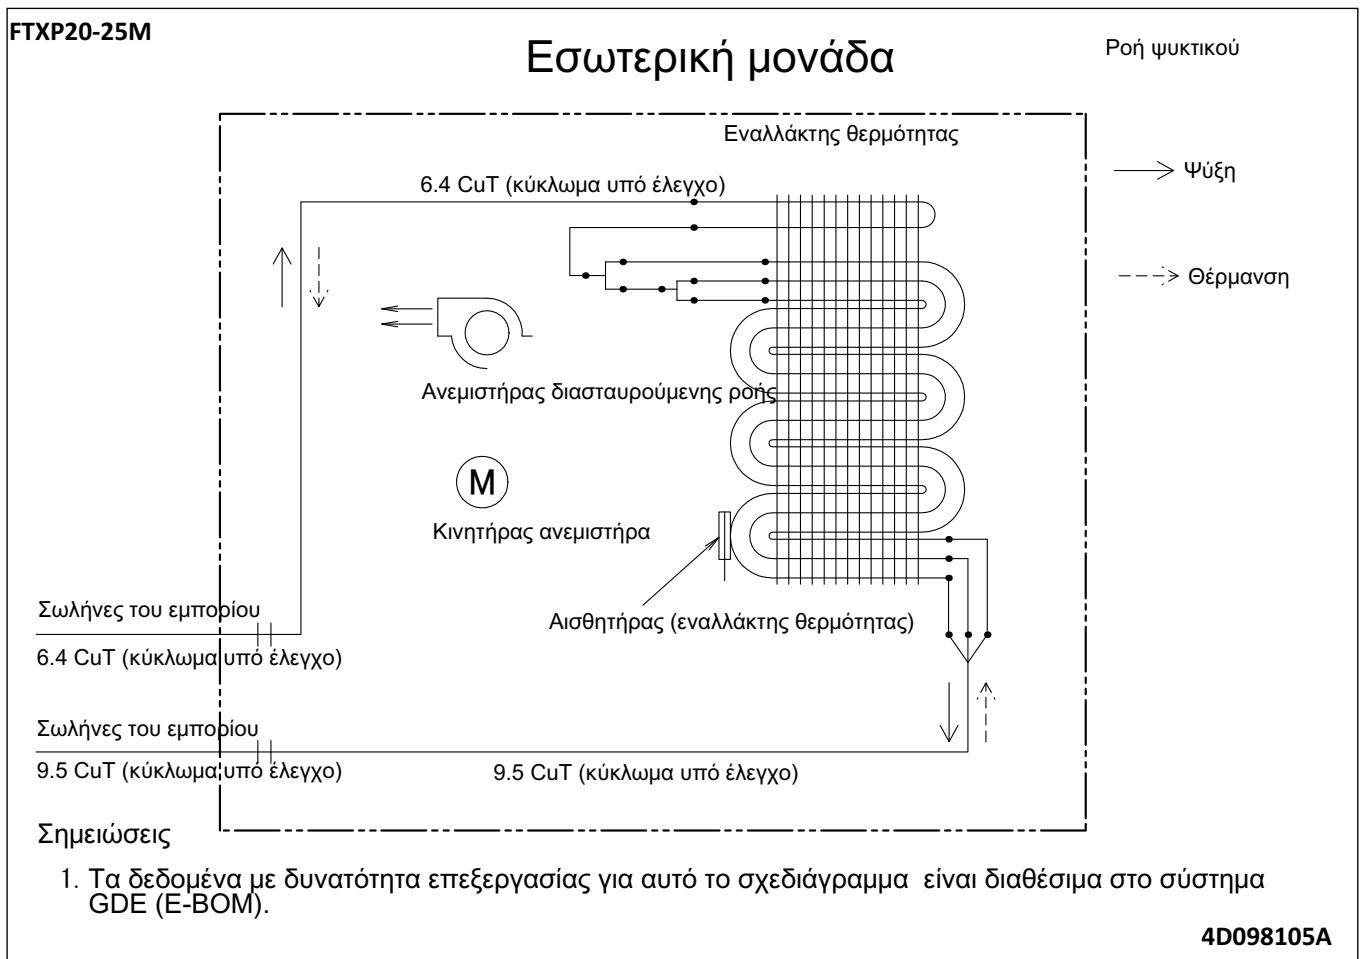 FTXP20-25M
Εσωτερική μονάδα
Ροή ψυκτικού
Εναλλάκτης θερμότητας
6.4 CuT (κύκλωμα υπό έλεγχο)
Ψύξη
Θέρμανση
Ανεμιστήρας διασταυρούμενης ροής
M
Κινητήρας ανεμιστήρα
Σωλήνες του εμπορίου
Αισθητήρας (εναλλάκτης θερμότητας)
6.4 CuT (κύκλωμα υπό έλεγχο)
Σωλήνες του εμπορίου
9.5 CuT (κύκλωμα υπό έλεγχο)
9.5 CuT (κύκλωμα υπό έλεγχο)
Σημειώσεις
1. Τα δεδομένα με δυνατότητα επεξεργασίας για αυτό το σχεδιάγραμμα είναι διαθέσιμα στο σύστημα
GDE (E-BOM).
4D098105A